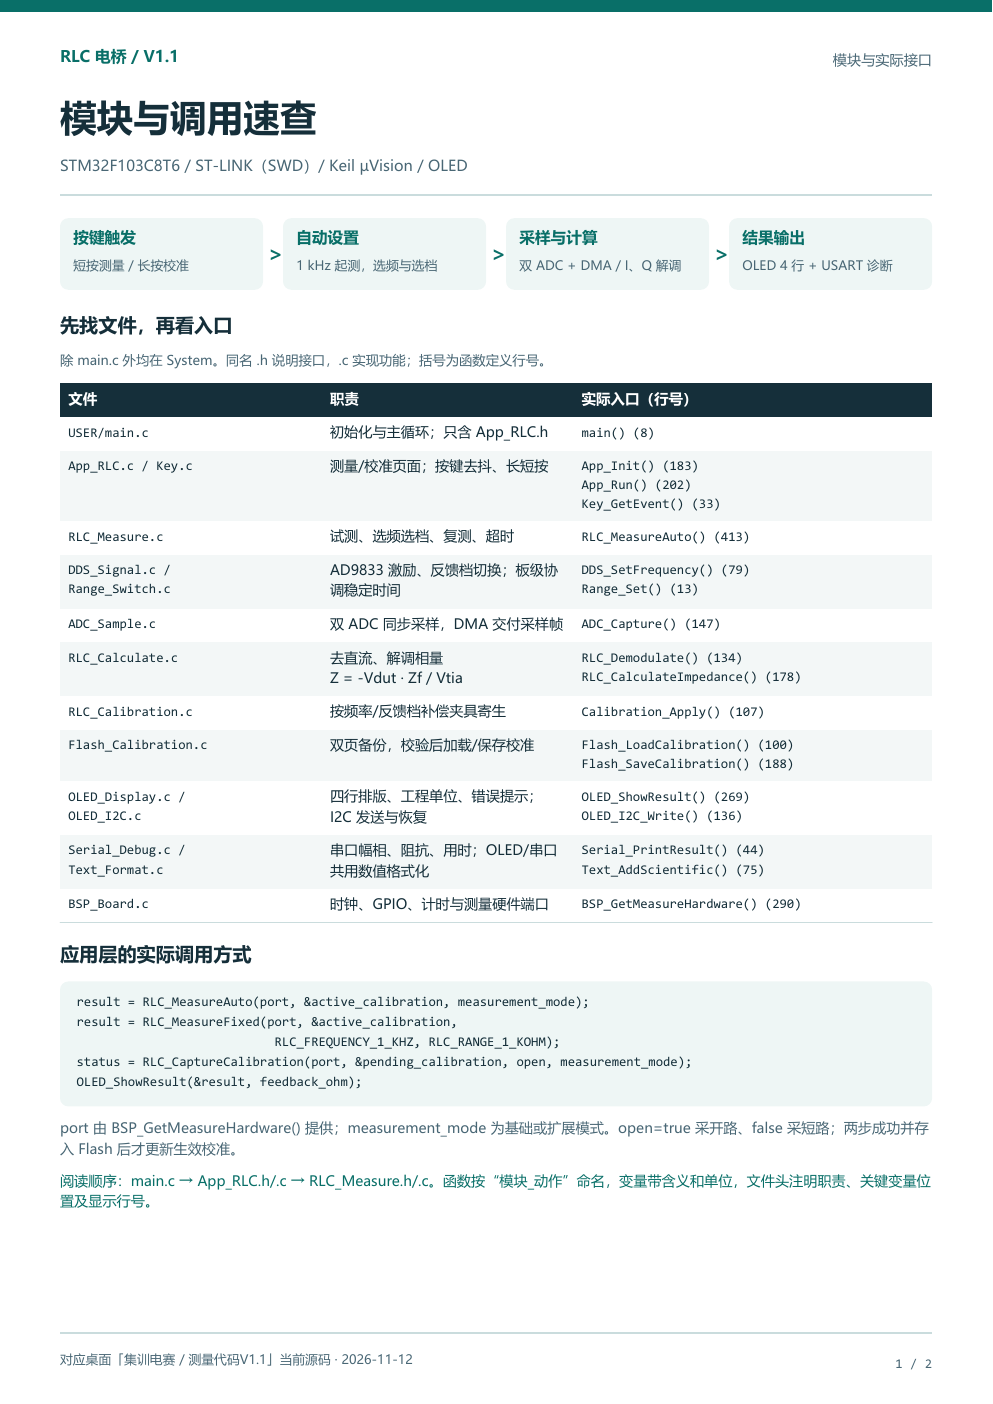 RLC 电桥 / V1.1
模块与实际接口
模块与调用速查
STM32F103C8T6 / ST-LINK（SWD）/ Keil µVision / OLED
按键触发
短按测量 / 长按校准
>
自动设置
1 kHz 起测，选频与选档
>
采样与计算
双 ADC + DMA / I、Q 解调
>
结果输出
OLED 4 行 + USART 诊断
先找文件，再看入口
除 main.c 外均在 System。同名 .h 说明接口，.c 实现功能；括号为函数定义行号。
文件 职责 实际入口（行号）
USER/main.c 初始化与主循环；只含 App_RLC.h main() (8)
App_RLC.c / Key.c 测量/校准页面；按键去抖、长短按 App_Init() (183)
App_Run() (202)
Key_GetEvent() (33)
RLC_Measure.c 试测、选频选档、复测、超时 RLC_MeasureAuto() (413)
DDS_Signal.c / AD9833 激励、反馈档切换；板级协 DDS_SetFrequency() (79)
Range_Switch.c 调稳定时间 Range_Set() (13)
ADC_Sample.c 双 ADC 同步采样，DMA 交付采样帧 ADC_Capture() (147)
RLC_Calculate.c 去直流、解调相量 RLC_Demodulate() (134)
Z = -Vdut · Zf / Vtia RLC_CalculateImpedance() (178)
RLC_Calibration.c 按频率/反馈档补偿夹具寄生 Calibration_Apply() (107)
Flash_Calibration.c 双页备份，校验后加载/保存校准 Flash_LoadCalibration() (100)
Flash_SaveCalibration() (188)
OLED_Display.c / 四行排版、工程单位、错误提示； OLED_ShowResult() (269)
OLED_I2C.c I2C 发送与恢复 OLED_I2C_Write() (136)
Serial_Debug.c / 串口幅相、阻抗、用时；OLED/串口 Serial_PrintResult() (44)
Text_Format.c 共用数值格式化 Text_AddScientific() (75)
BSP_Board.c 时钟、GPIO、计时与测量硬件端口 BSP_GetMeasureHardware() (290)
应用层的实际调用方式
result = RLC_MeasureAuto(port, &active_calibration, measurement_mode);
result = RLC_MeasureFixed(port, &active_calibration,
RLC_FREQUENCY_1_KHZ, RLC_RANGE_1_KOHM);
status = RLC_CaptureCalibration(port, &pending_calibration, open, measurement_mode);
OLED_ShowResult(&result, feedback_ohm);
port 由 BSP_GetMeasureHardware() 提供；measurement_mode 为基础或扩展模式。open=true 采开路、false 采短路；两步成功并存
入 Flash 后才更新生效校准。
阅读顺序：main.c → App_RLC.h/.c → RLC_Measure.h/.c。函数按“模块_动作”命名，变量带含义和单位，文件头注明职责、关键变量位
置及显示行号。
对应桌面「集训电赛 / 测量代码V1.1」当前源码 · 2026-11-12
1 / 2